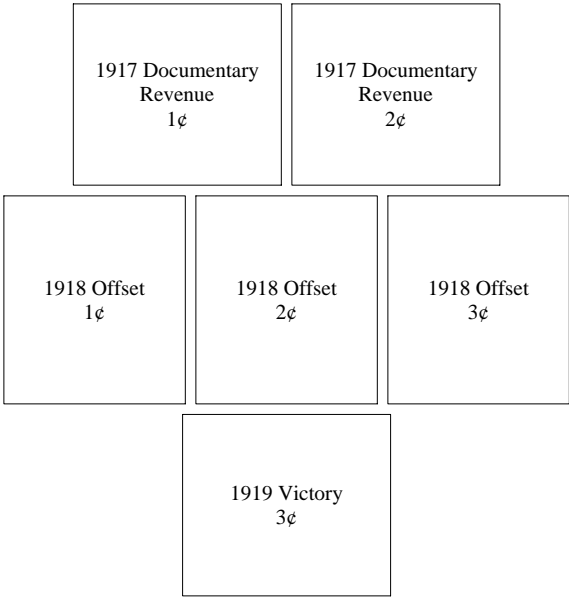 1917 Documentary
Revenue
1¢
1917 Documentary
Revenue
2¢
1918 Offset
1¢
1918 Offset
2¢
1918 Offset
3¢
1919 Victory
3¢